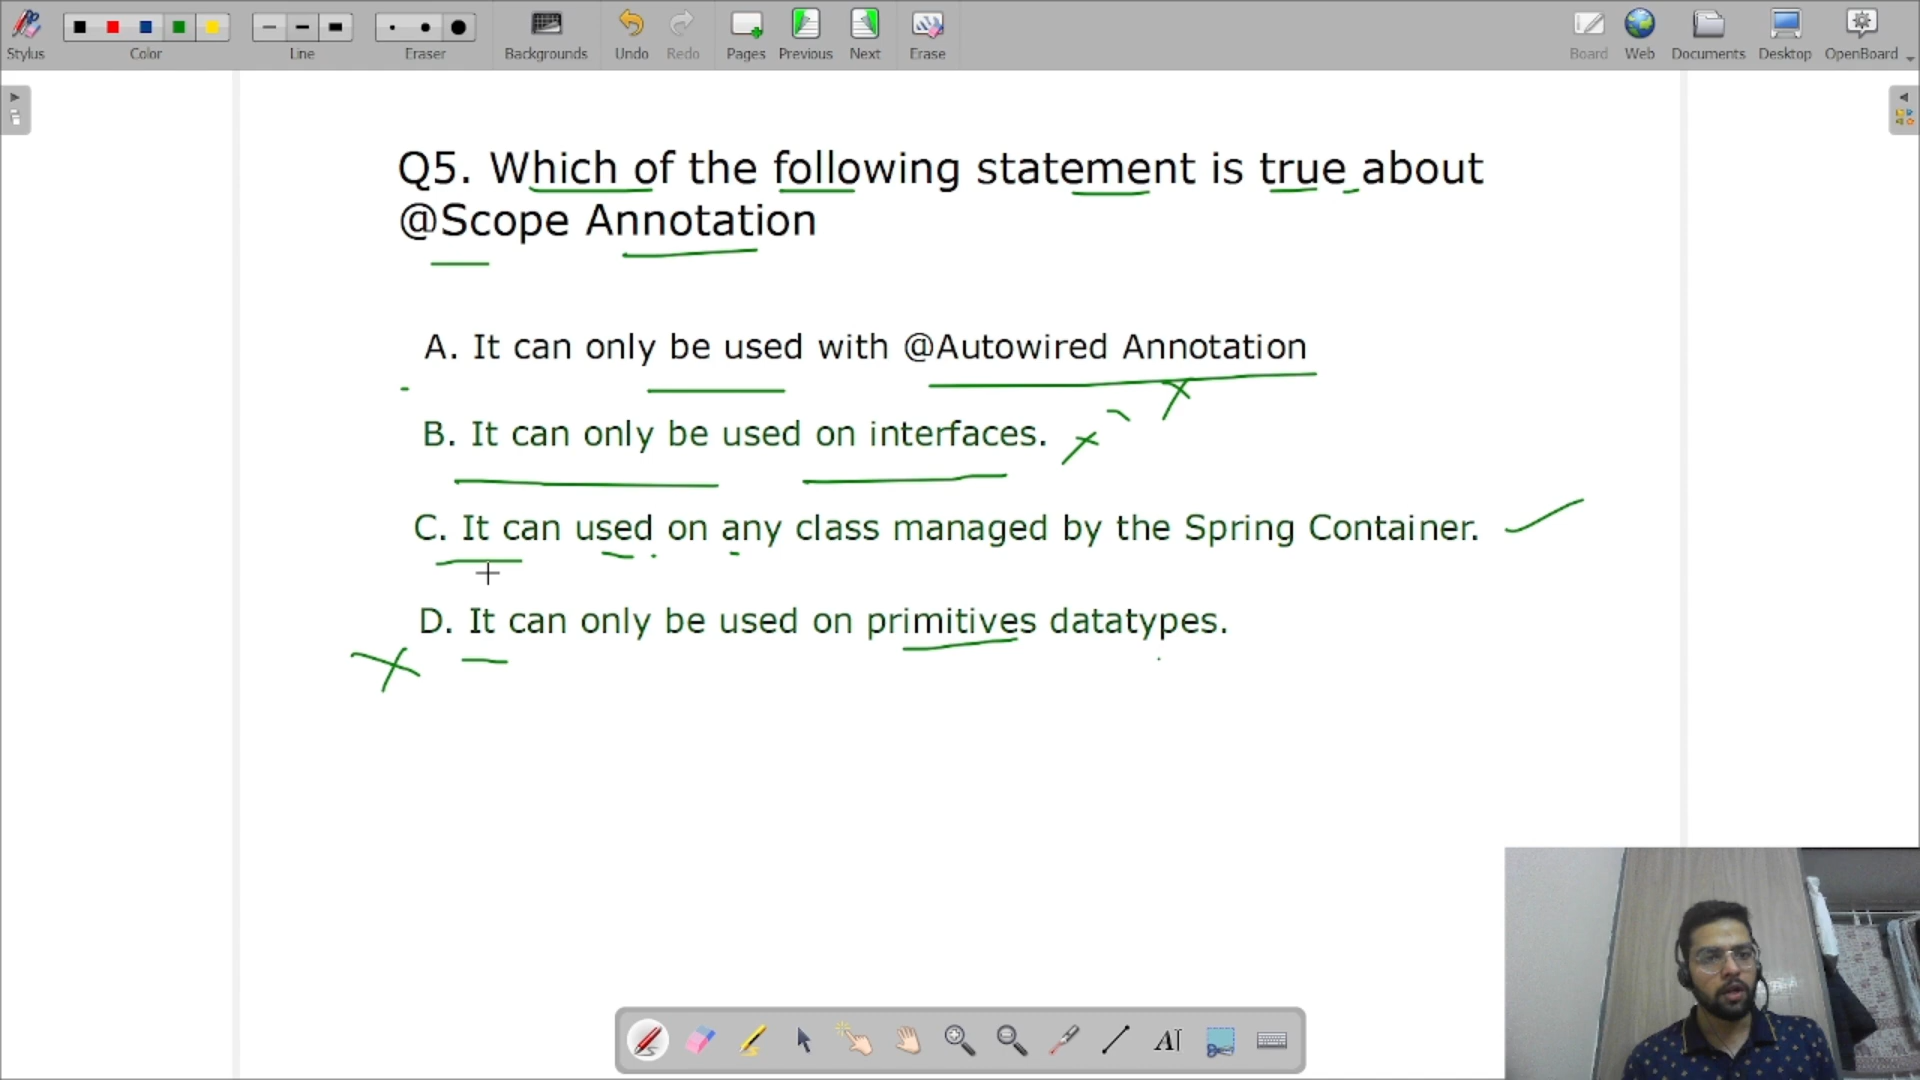 Stylus Color Line Eraser Backgrounds Undo Redo Pages Previous Next Erase Board Web Documents Desktop OpenBoard
Q5. Which of the following statement is true about
@Scope Annotation
A. It can only be used with @Autowired Annotation
B. It can only be used on interfaces.
C. It can used on any class managed by the Spring Container.
D. It can only be used on primitives datatypes.
AI